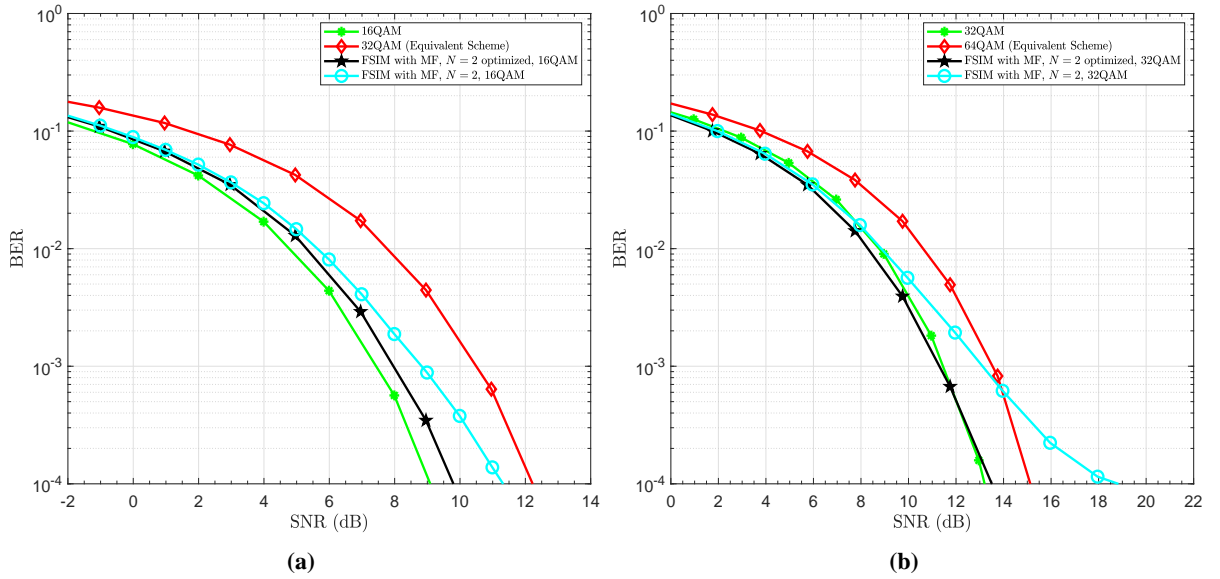 10^0
10^-1
10^-2
10^-3
10^-4
BER
-2 0 2 4 6 8 10 12 14
SNR (dB)
16QAM
32QAM (Equivalent Scheme)
FSIM with MF, N = 2 optimized, 16QAM
FSIM with MF, N = 2, 16QAM
(a)
10^0
10^-1
10^-2
10^-3
10^-4
BER
0 2 4 6 8 10 12 14 16 18 20 22
SNR (dB)
32QAM
64QAM (Equivalent Scheme)
FSIM with MF, N = 2 optimized, 32QAM
FSIM with MF, N = 2, 32QAM
(b)